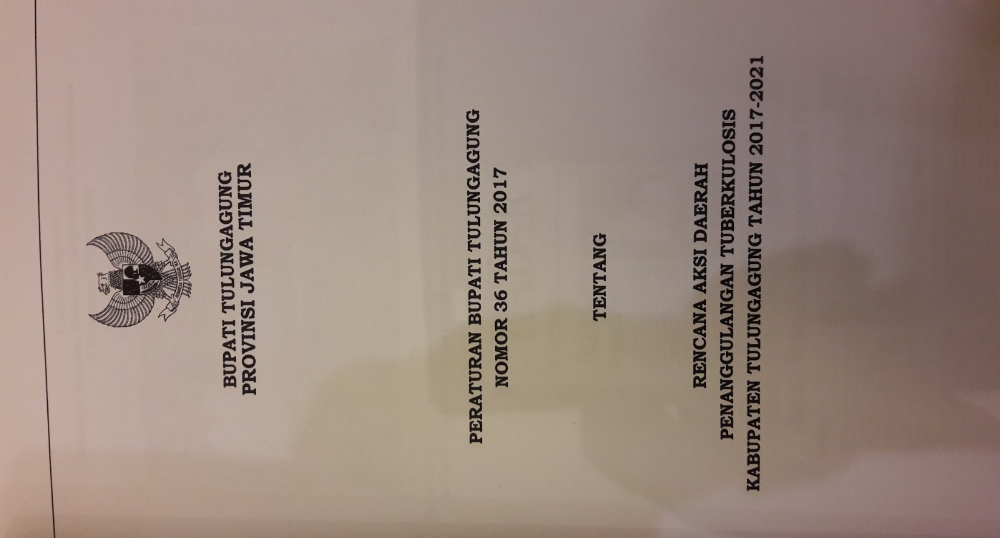 BUPATI TULUNGAGUNG
PROVINSI JAWA TIMUR
PERATURAN BUPATI TULUNGAGUNG
NOMOR 36 TAHUN 2017
TENTANG
RENCANA AKSI DAERAH
PENANGGULANGAN TUBERKULOSIS
KABUPATEN TULUNGAGUNG TAHUN 2017-2021